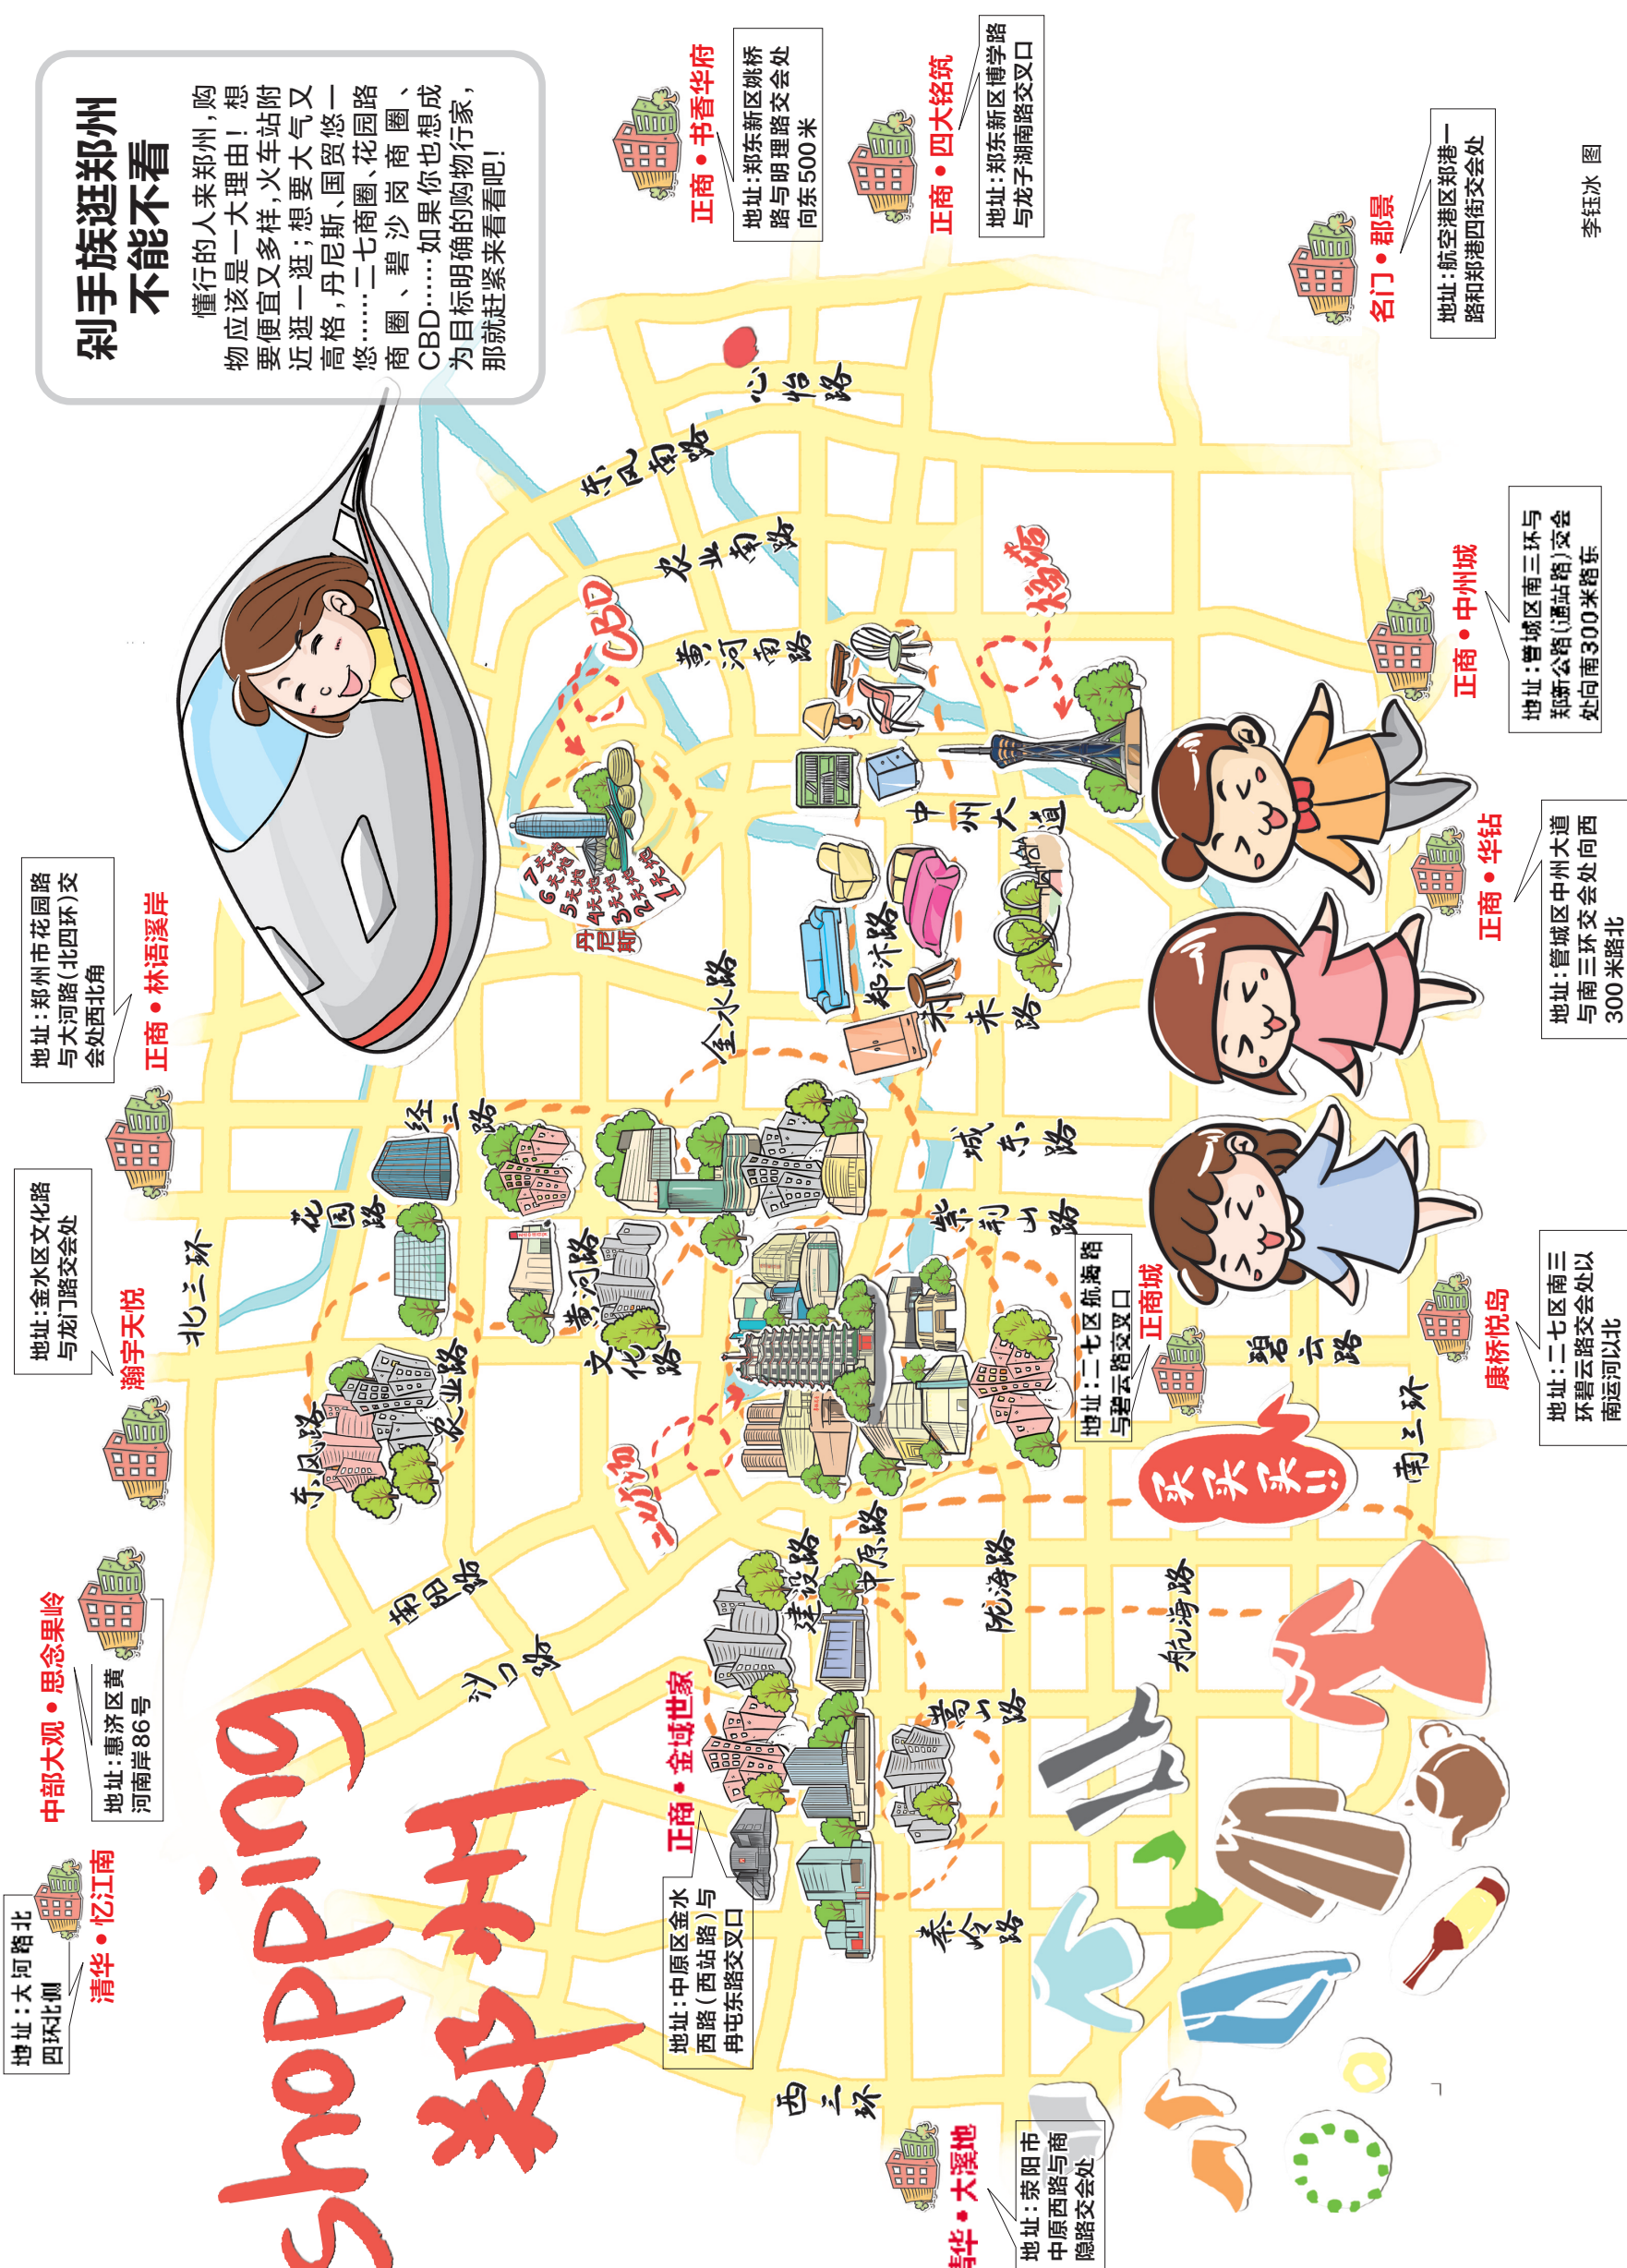 shopping
郑州
剁手族逛郑州
不能不看
懂行的人来郑州,购
物应该是一大理由!想
要便宜又多样,火车站附
近逛一逛;想要大气又
高格,丹尼斯、国贸悠一
悠……二七商圈、花园路
商圈、碧沙岗商圈、
CBD……如果你也想成
为目标明确的购物行家,
那就赶紧来看看吧!
地址:大河路北
四环北侧
清华·忆江南
中部大观·思念果岭
地址:惠济区黄
河南岸86号
地址:金水区文化路
与龙门路交会处
瀚宇天悦
地址:郑州市花园路
与大河路(北四环)交
会处西北角
正商·林语溪岸
正商·书香华府
地址:郑东新区姚桥
路与明理路交会处
向东500米
正商·四大铭筑
地址:郑东新区博学路
与龙子湖南路交叉口
名门·郡景
地址:航空港区郑港一
路和郑港四街交会处
正商·中州城
地址:管城区南三环与
郑新公路(通站路)交会
处向南300米路东
正商·华钻
地址:管城区中州大道
与南三环交会处向西
300米路北
康桥悦岛
地址:二七区南三
环碧云路交会处以
南运河以北
地址:二七区航海路
与碧云路交叉口
正商城
正商·金域世家
地址:中原区金水
西路(西站路)与
冉屯东路交叉口
清华·大溪地
地址:荥阳市
中原西路与商
隐路交会处
北三环
花园路
经三路
东风路
农业路
黄河路
文化路
南阳路
沙口路
二七商圈
建设路
中原路
陇海路
航海路
嵩山路
秦岭路
西三环
南三环
碧云路
紫荆山路
城东路
未来路
郑汴路
金水路
中州大道
黄河南路
农业南路
东风南路
心怡路
CBD
7天地
6天地
5天地
4天地
3天地
2天地
1天地
丹尼斯
买买买!!
李钰冰 图